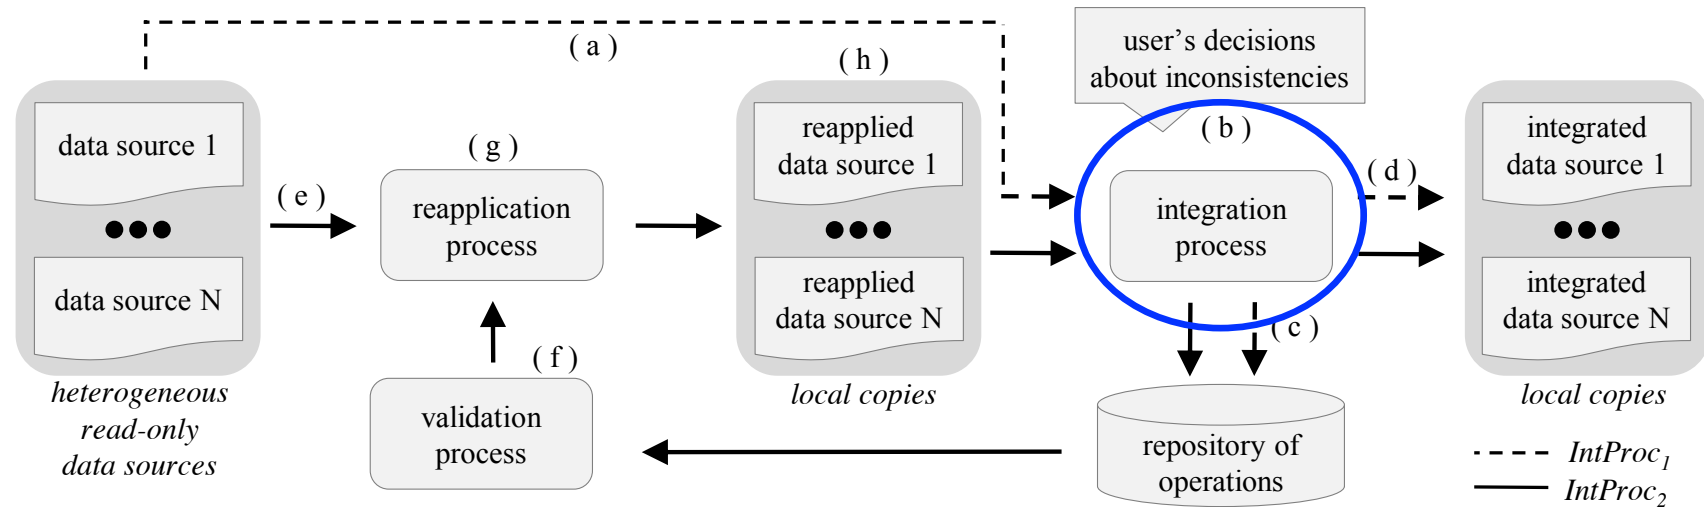 ( a )
user's decisions
about inconsistencies
( h )
( b )
data source 1
data source N
heterogeneous
read-only
data sources
( e )
( g )
reapplication
process
( f )
validation
process
reapplied
data source 1
reapplied
data source N
local copies
integration
process
( c )
repository of
operations
( d )
integrated
data source 1
integrated
data source N
local copies
IntProc1
IntProc2